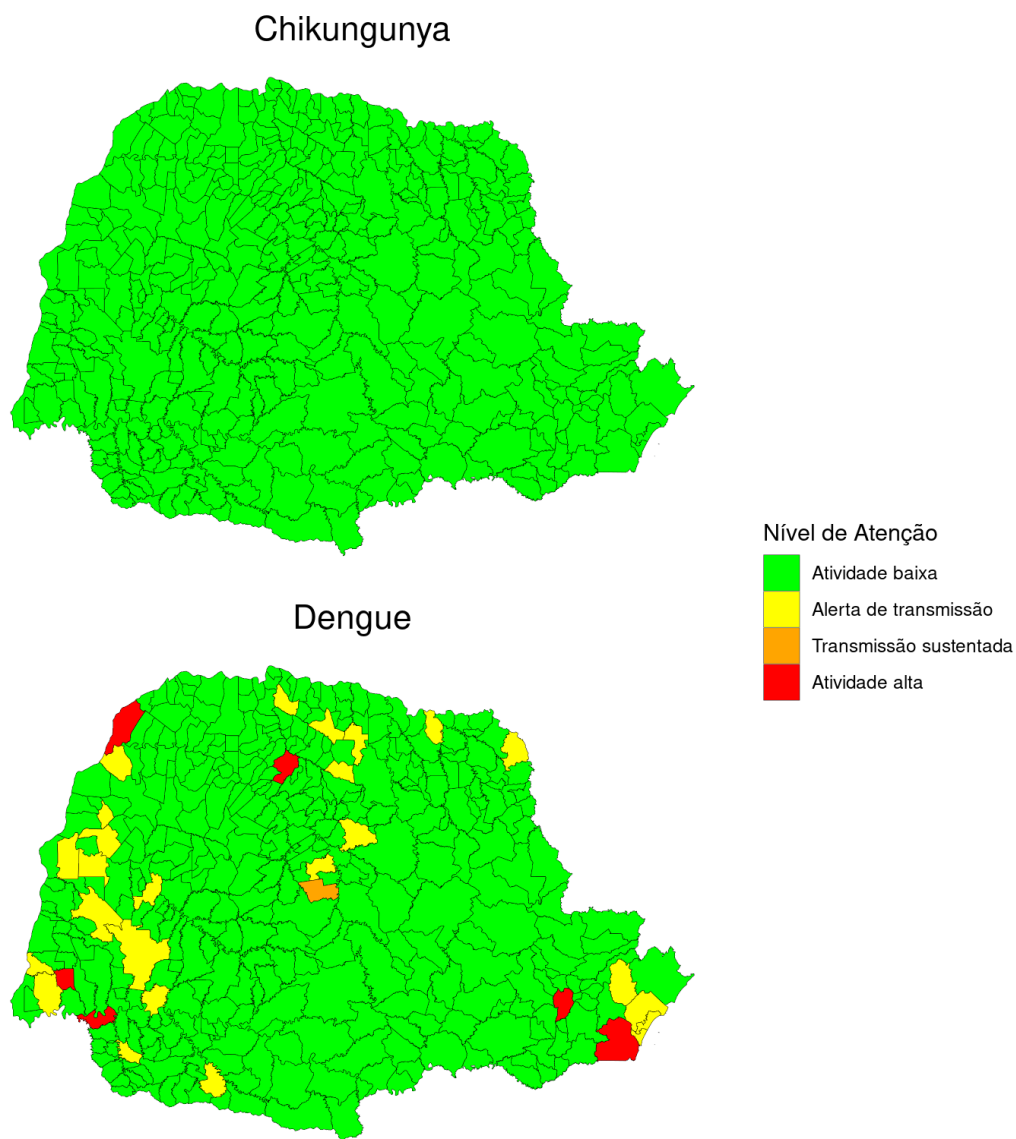 Chikungunya
Nível de Atenção
Atividade baixa
Alerta de transmissão
Transmissão sustentada
Atividade alta
Dengue